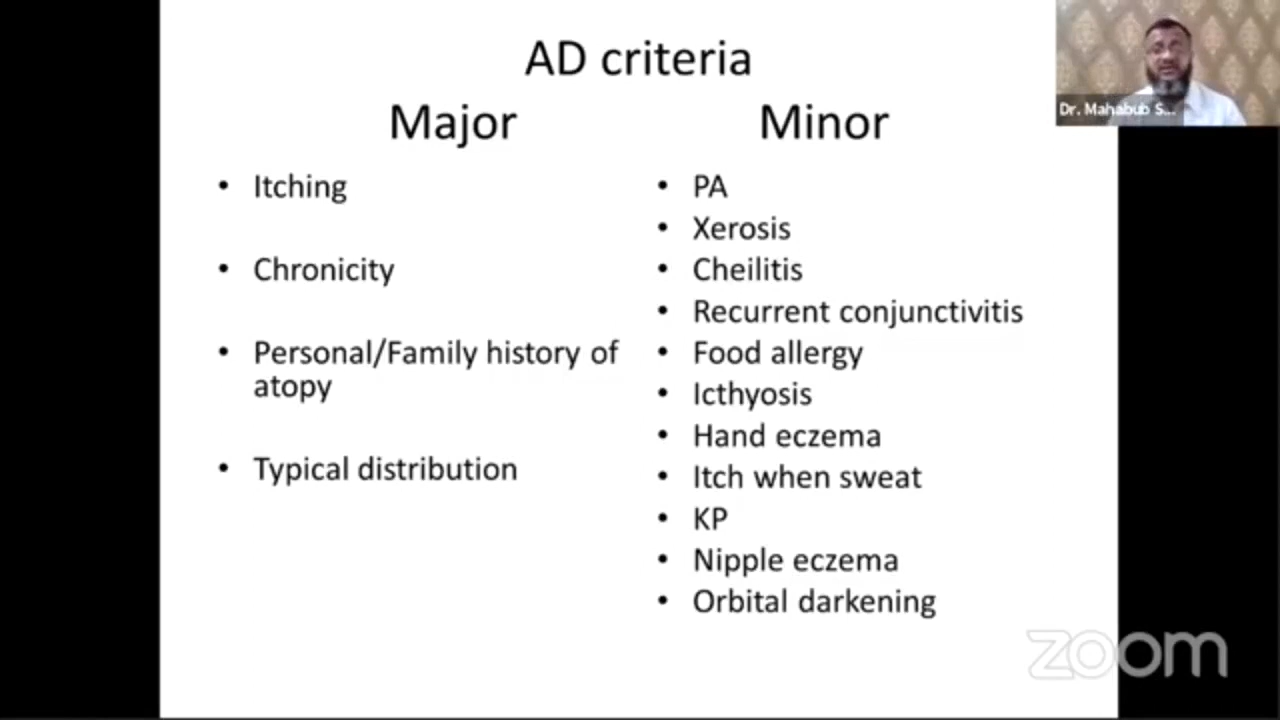 AD criteria
Major
Minor
Dr. Mahabub S...
• Itching
• Chronicity
• Personal/Family history of
atopy
• Typical distribution
• PA
• Xerosis
• Cheilitis
• Recurrent conjunctivitis
• Food allergy
• Icthyosis
• Hand eczema
• Itch when sweat
• KP
• Nipple eczema
• Orbital darkening
zoom